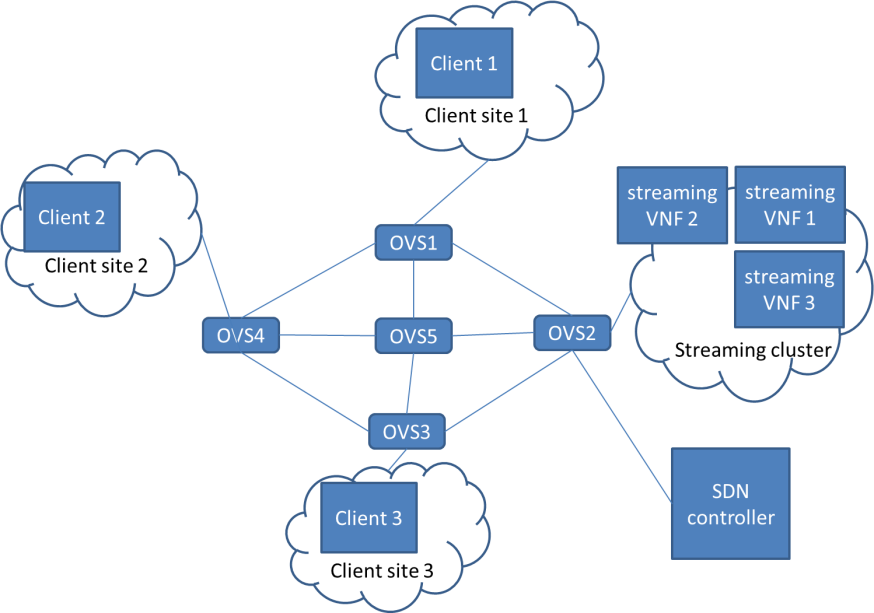 Client 1
Client site 1
Client 2
Client site 2
streaming
VNF 2
streaming
VNF 1
streaming
VNF 3
Streaming cluster
OVS1
OVS4
OVS5
OVS2
OVS3
Client 3
Client site 3
SDN
controller